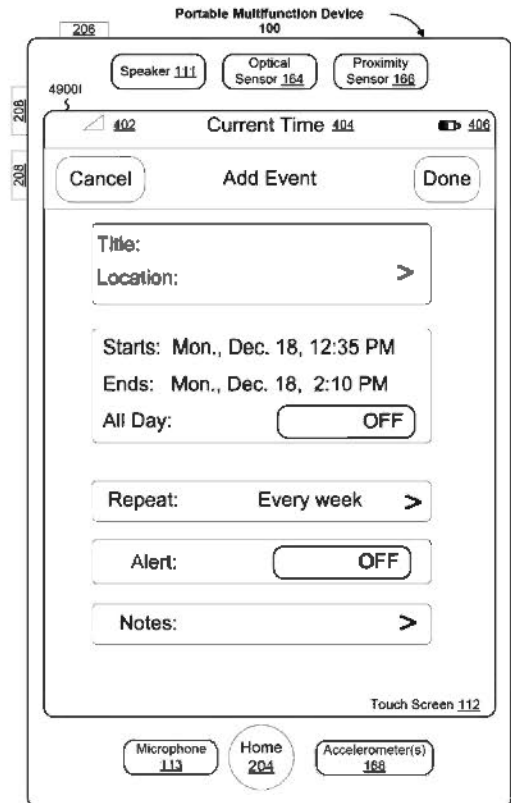 Portable Multifunction Device
100
206
Speaker 111
Optical
Sensor 164
Proximity
Sensor 166
4900I
208
208
402
Current Time 404
406
Cancel
Add Event
Done
Title:
Location:
>
Starts: Mon., Dec. 18, 12:35 PM
Ends: Mon., Dec. 18, 2:10 PM
All Day:
OFF
Repeat:
Every week
>
Alert:
OFF
Notes:
>
Touch Screen 112
Microphone
113
Home
204
Accelerometer(s)
168